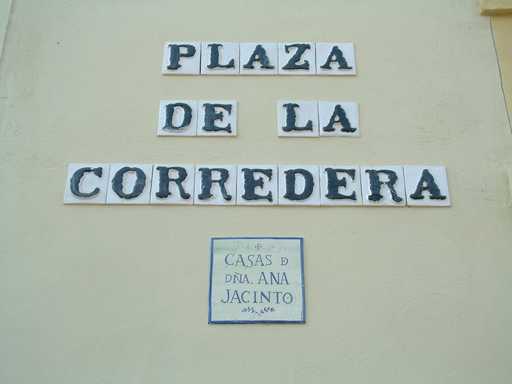 PLAZA
DE LA
CORREDERA
CASAS D
DÑA. ANA
JACINTO